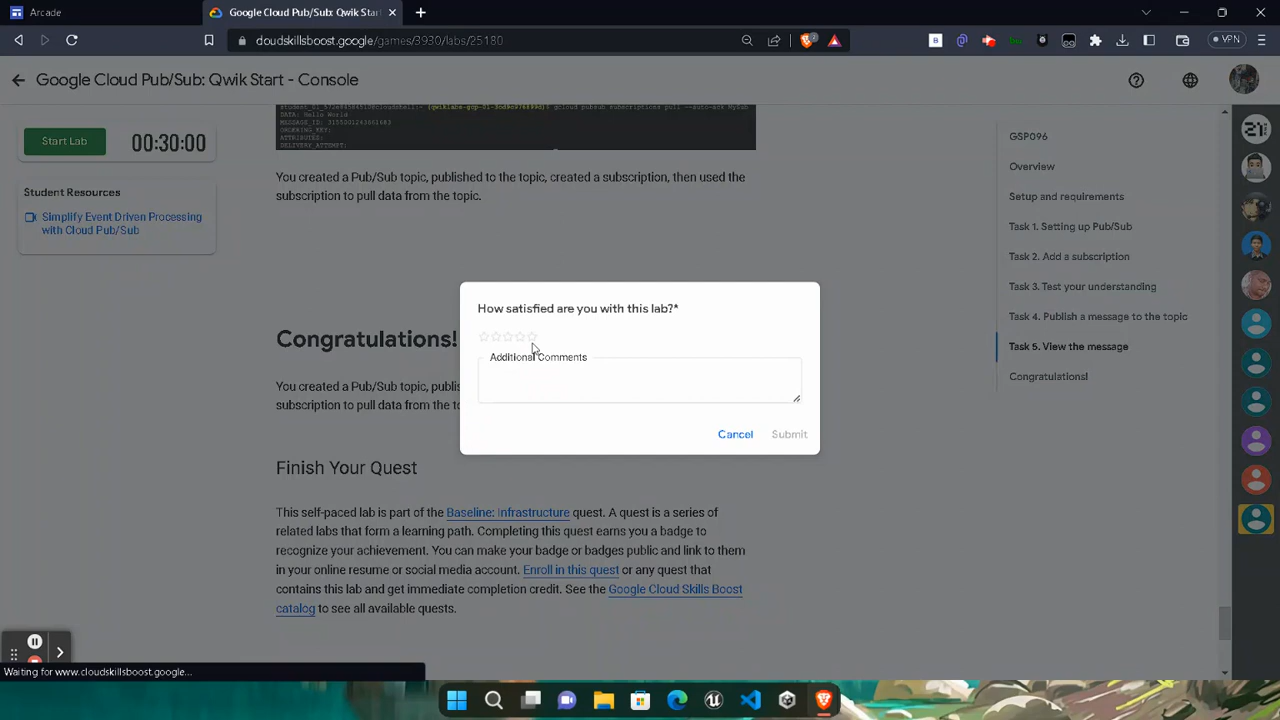 Arcade
Google Cloud Pub/Sub: Qwik Start
cloudskillsboost.google/games/3930/labs/25180
VPN
Google Cloud Pub/Sub: Qwik Start - Console
Start Lab
00:30:00
Student Resources
Simplify Event Driven Processing
with Cloud Pub/Sub
DATA: Hello World
ORDERING_KEY:
ATTRIBUTES:
DELIVERY_ATTEMPT:
You created a Pub/Sub topic, published to the topic, created a subscription, then used the
subscription to pull data from the topic.
Congratulations!
You created a Pub/Sub topic,
subscription to pull data from the to
How satisfied are you with this lab?*
Additional Comments
Cancel
Submit
Finish Your Quest
This self-paced lab is part of the Baseline: Infrastructure quest. A quest is a series of
related labs that form a learning path. Completing this quest earns you a badge to
recognize your achievement. You can make your badge or badges public and link to them
in your online resume or social media account. Enroll in this quest or any quest that
contains this lab and get immediate completion credit. See the Google Cloud Skills Boost
catalog to see all available quests.
GSP096
Overview
Setup and requirements
Task 1. Setting up Pub/Sub
Task 2. Add a subscription
Task 3. Test your understanding
Task 4. Publish a message to the topic
Task 5. View the message
Congratulations!
Waiting for www.cloudskillsboost.google...